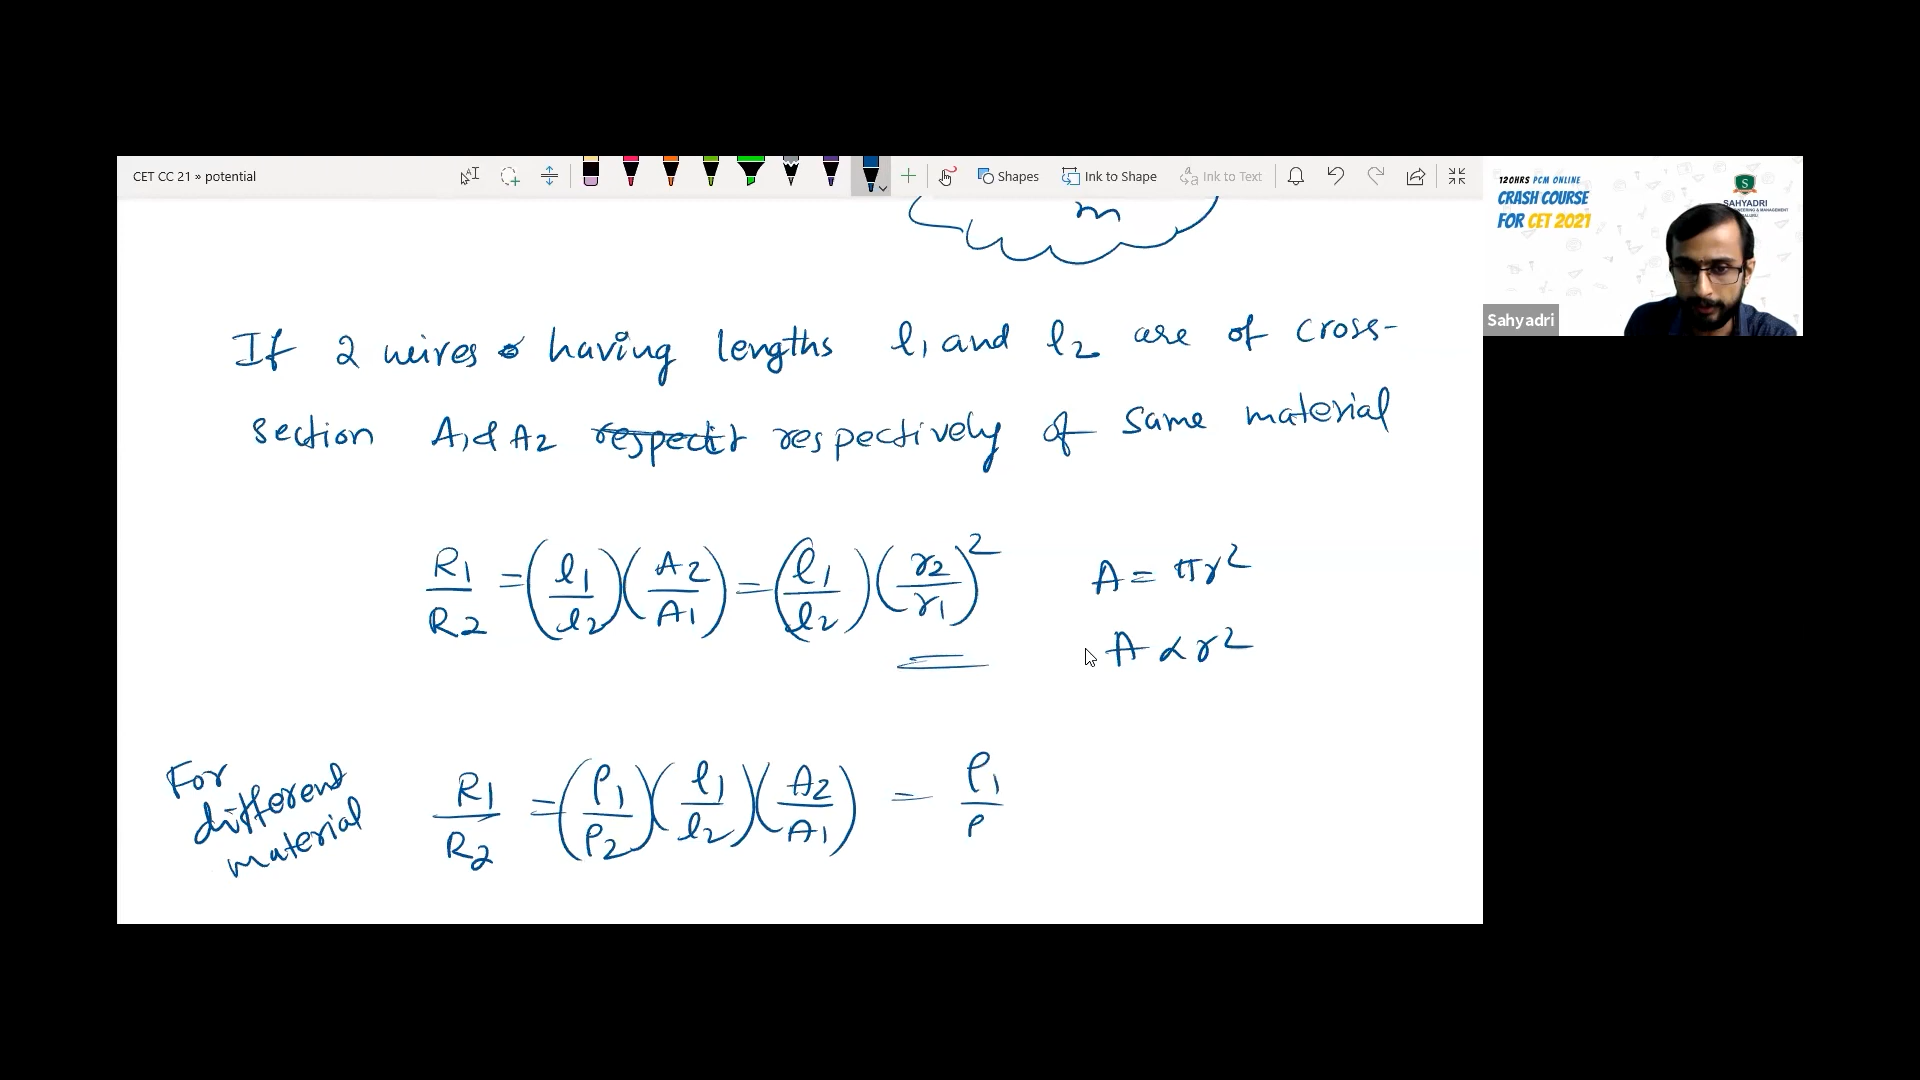 CET CC 21 » potential
Shapes
Ink to Shape
Ink to Text
120HRS PCM ONLINE
CRASH COURSE
FOR CET 2021
S
SAHYADRI
Sahyadri
m
If 2 wires having lengths l1 and l2 are of cross-
section A1 & A2 respect respectively of same material
R1/R2 = (l1/l2)(A2/A1) = (l1/l2)(r2/r1)^2
A = πr^2
A ∝ r^2
For
different
material
R1/R2 = (ρ1/ρ2)(l1/l2)(A2/A1) = ρ1/ρ